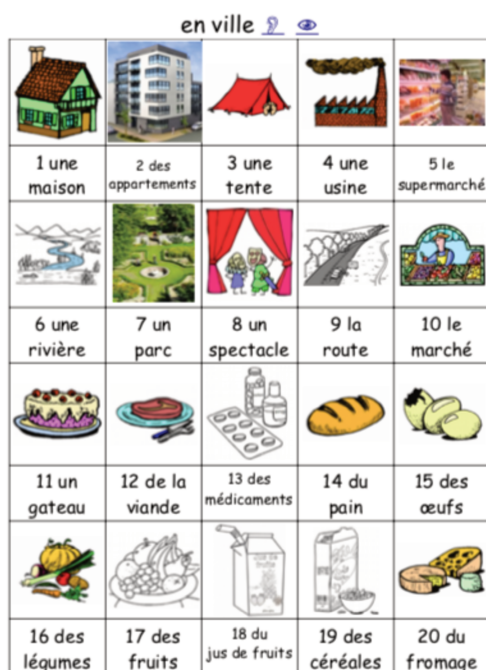 en ville
1 une
maison
2 des
appartements
3 une
tente
4 une
usine
5 le
supermarché
6 une
rivière
7 un
parc
8 un
spectacle
9 la
route
10 le
marché
11 un
gateau
12 de la
viande
13 des
médicaments
14 du
pain
15 des
œufs
16 des
légumes
17 des
fruits
18 du
jus de fruits
19 des
céréales
20 du
fromage